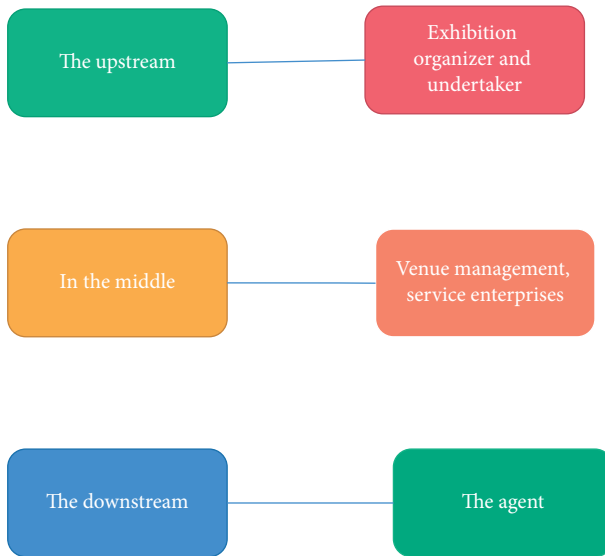 The upstream
Exhibition
organizer and
undertaker
In the middle
Venue management,
service enterprises
The downstream
The agent